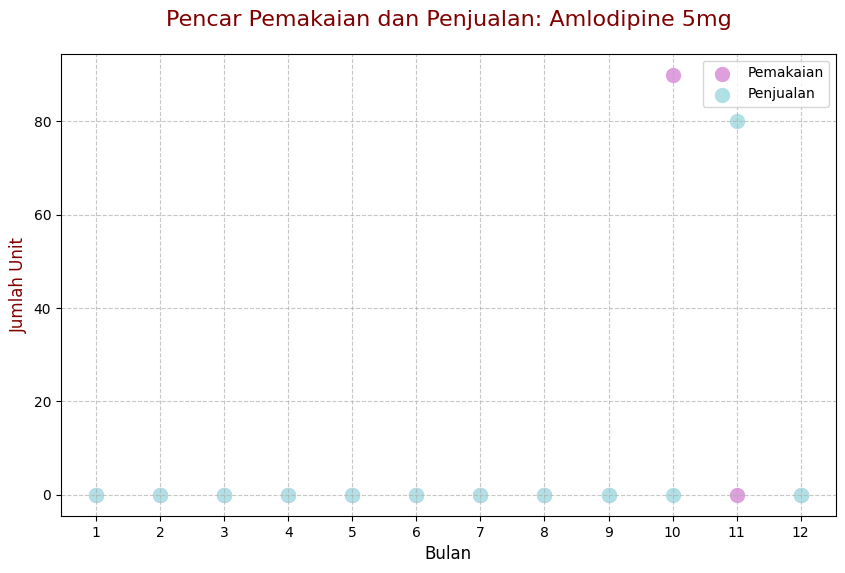 Pencar Pemakaian dan Penjualan: Amlodipine 5mg
Pemakaian
Penjualan
Jumlah Unit
80
60
40
20
0
1 2 3 4 5 6 7 8 9 10 11 12
Bulan